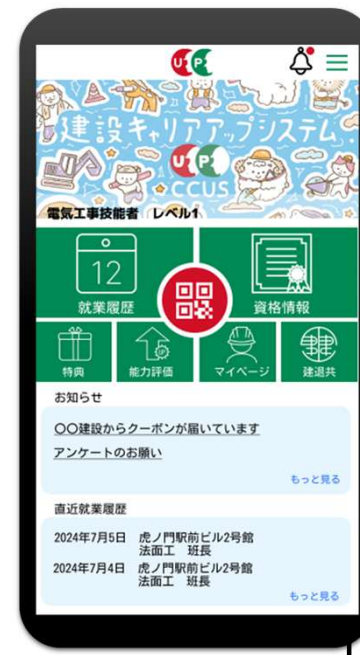 UP
建設キャリアアップシステム
UP
CCUS
電気工事技能者 レベル1
12
就業履歴
資格情報
UP
特典
能力評価
マイページ
建退共
お知らせ
〇〇建設からクーポンが届いています
アンケートのお願い
もっと見る
直近就業履歴
2024年7月5日 虎ノ門駅前ビル2号館
法面工 班長
2024年7月4日 虎ノ門駅前ビル2号館
法面工 班長
もっと見る